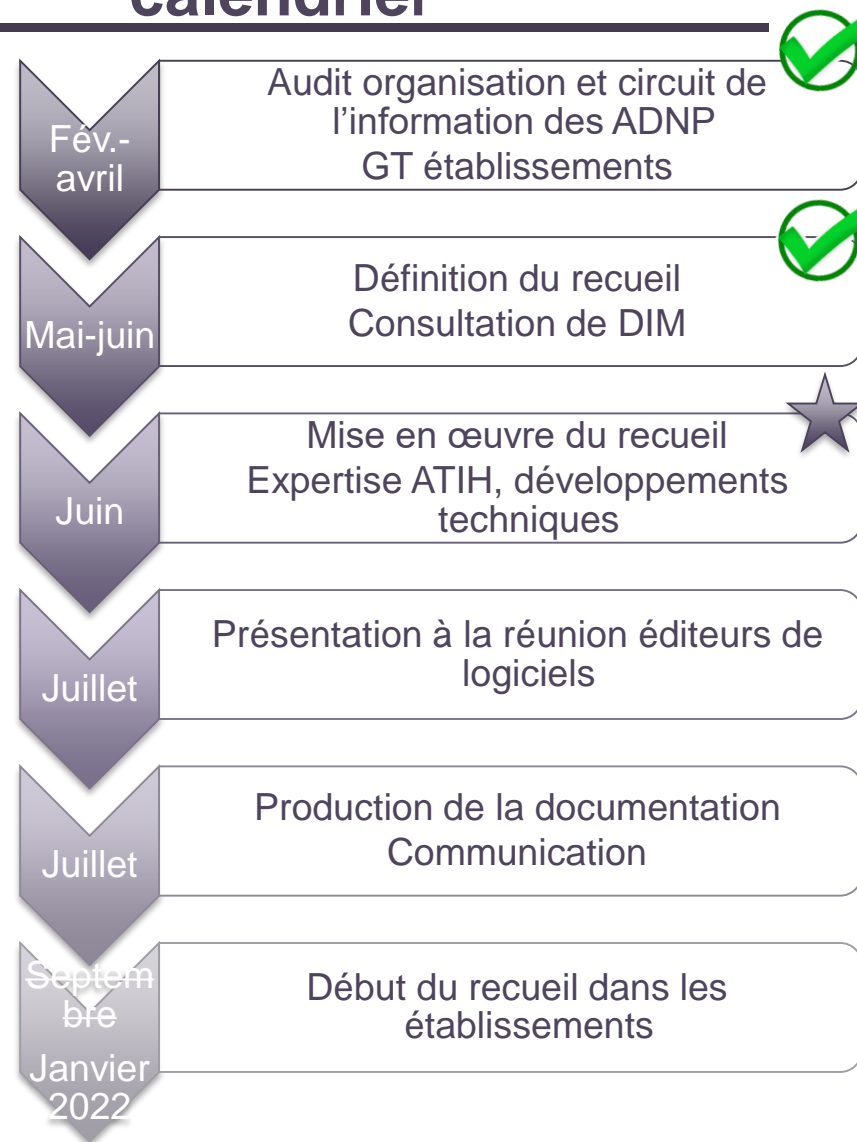 calendrier
Fév.-
avril
Audit organisation et circuit de
l’information des ADNP
GT établissements
Mai-juin
Définition du recueil
Consultation de DIM
Juin
Mise en œuvre du recueil
Expertise ATIH, développements
techniques
Juillet
Présentation à la réunion éditeurs de
logiciels
Juillet
Production de la documentation
Communication
Septem
bre
Janvier
2022
Début du recueil dans les
établissements